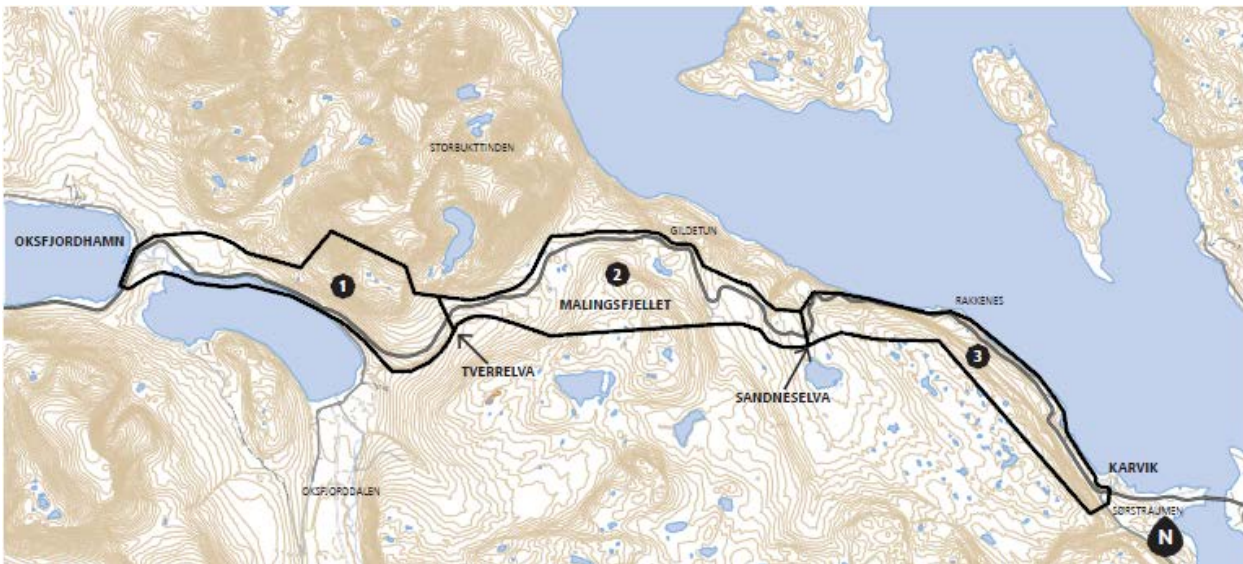 STORBUKTTINDEN
OKSFJORDHAMN
GILDETUN
1
2
MALINGSFJELLET
RAKKENES
3
TVERRELVA
SANDNESELVA
KARVIK
OKSFJORDDALEN
SØRSTRAUMEN
N